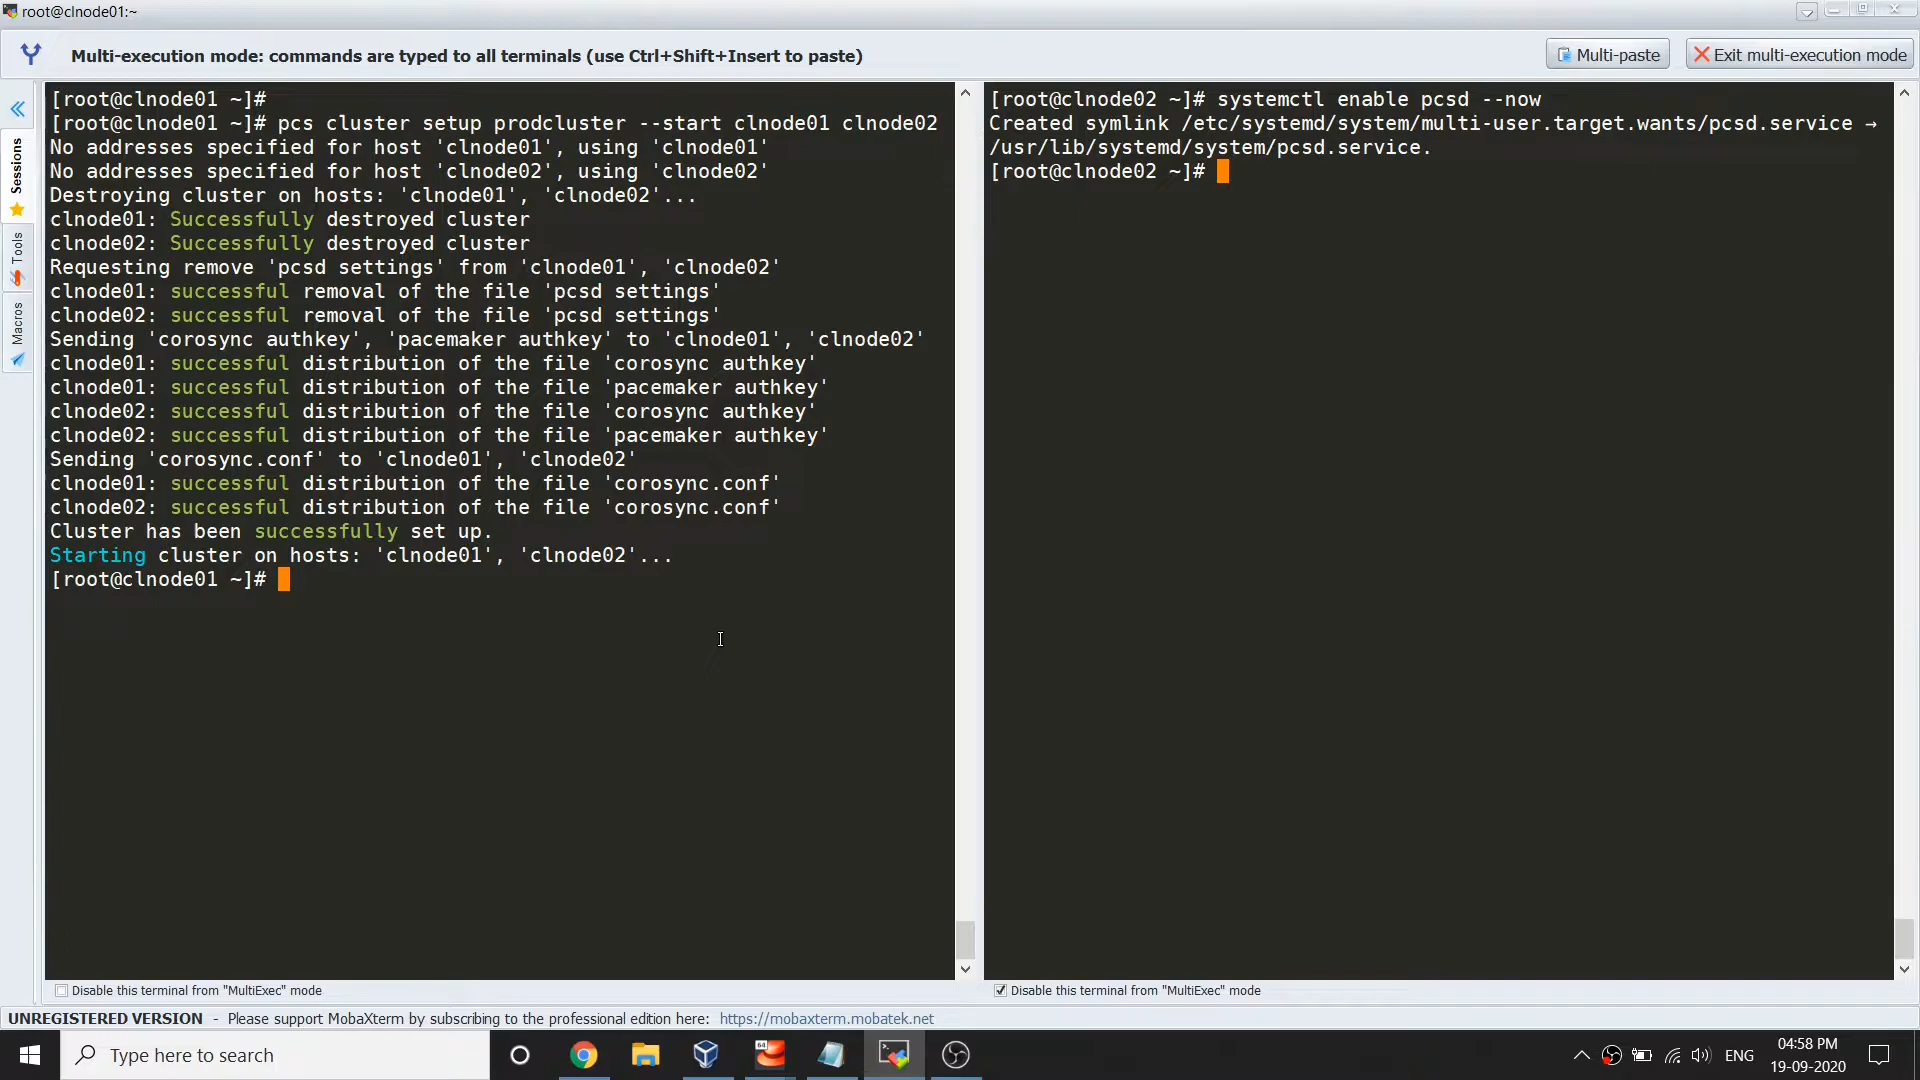 root@clnode01:~
Multi-execution mode: commands are typed to all terminals (use Ctrl+Shift+Insert to paste)
Multi-paste
Exit multi-execution mode
Sessions
Tools
Macros
[root@clnode01 ~]#
[root@clnode01 ~]# pcs cluster setup prodcluster --start clnode01 clnode02
No addresses specified for host 'clnode01', using 'clnode01'
No addresses specified for host 'clnode02', using 'clnode02'
Destroying cluster on hosts: 'clnode01', 'clnode02'...
clnode01: Successfully destroyed cluster
clnode02: Successfully destroyed cluster
Requesting remove 'pcsd settings' from 'clnode01', 'clnode02'
clnode01: successful removal of the file 'pcsd settings'
clnode02: successful removal of the file 'pcsd settings'
Sending 'corosync authkey', 'pacemaker authkey' to 'clnode01', 'clnode02'
clnode01: successful distribution of the file 'corosync authkey'
clnode01: successful distribution of the file 'pacemaker authkey'
clnode02: successful distribution of the file 'corosync authkey'
clnode02: successful distribution of the file 'pacemaker authkey'
Sending 'corosync.conf' to 'clnode01', 'clnode02'
clnode01: successful distribution of the file 'corosync.conf'
clnode02: successful distribution of the file 'corosync.conf'
Cluster has been successfully set up.
Starting cluster on hosts: 'clnode01', 'clnode02'...
[root@clnode01 ~]#
[root@clnode02 ~]# systemctl enable pcsd --now
Created symlink /etc/systemd/system/multi-user.target.wants/pcsd.service →
/usr/lib/systemd/system/pcsd.service.
[root@clnode02 ~]#
Disable this terminal from "MultiExec" mode
Disable this terminal from "MultiExec" mode
UNREGISTERED VERSION - Please support MobaXterm by subscribing to the professional edition here: https://mobaxterm.mobatek.net
Type here to search
64
ENG
04:58 PM
19-09-2020